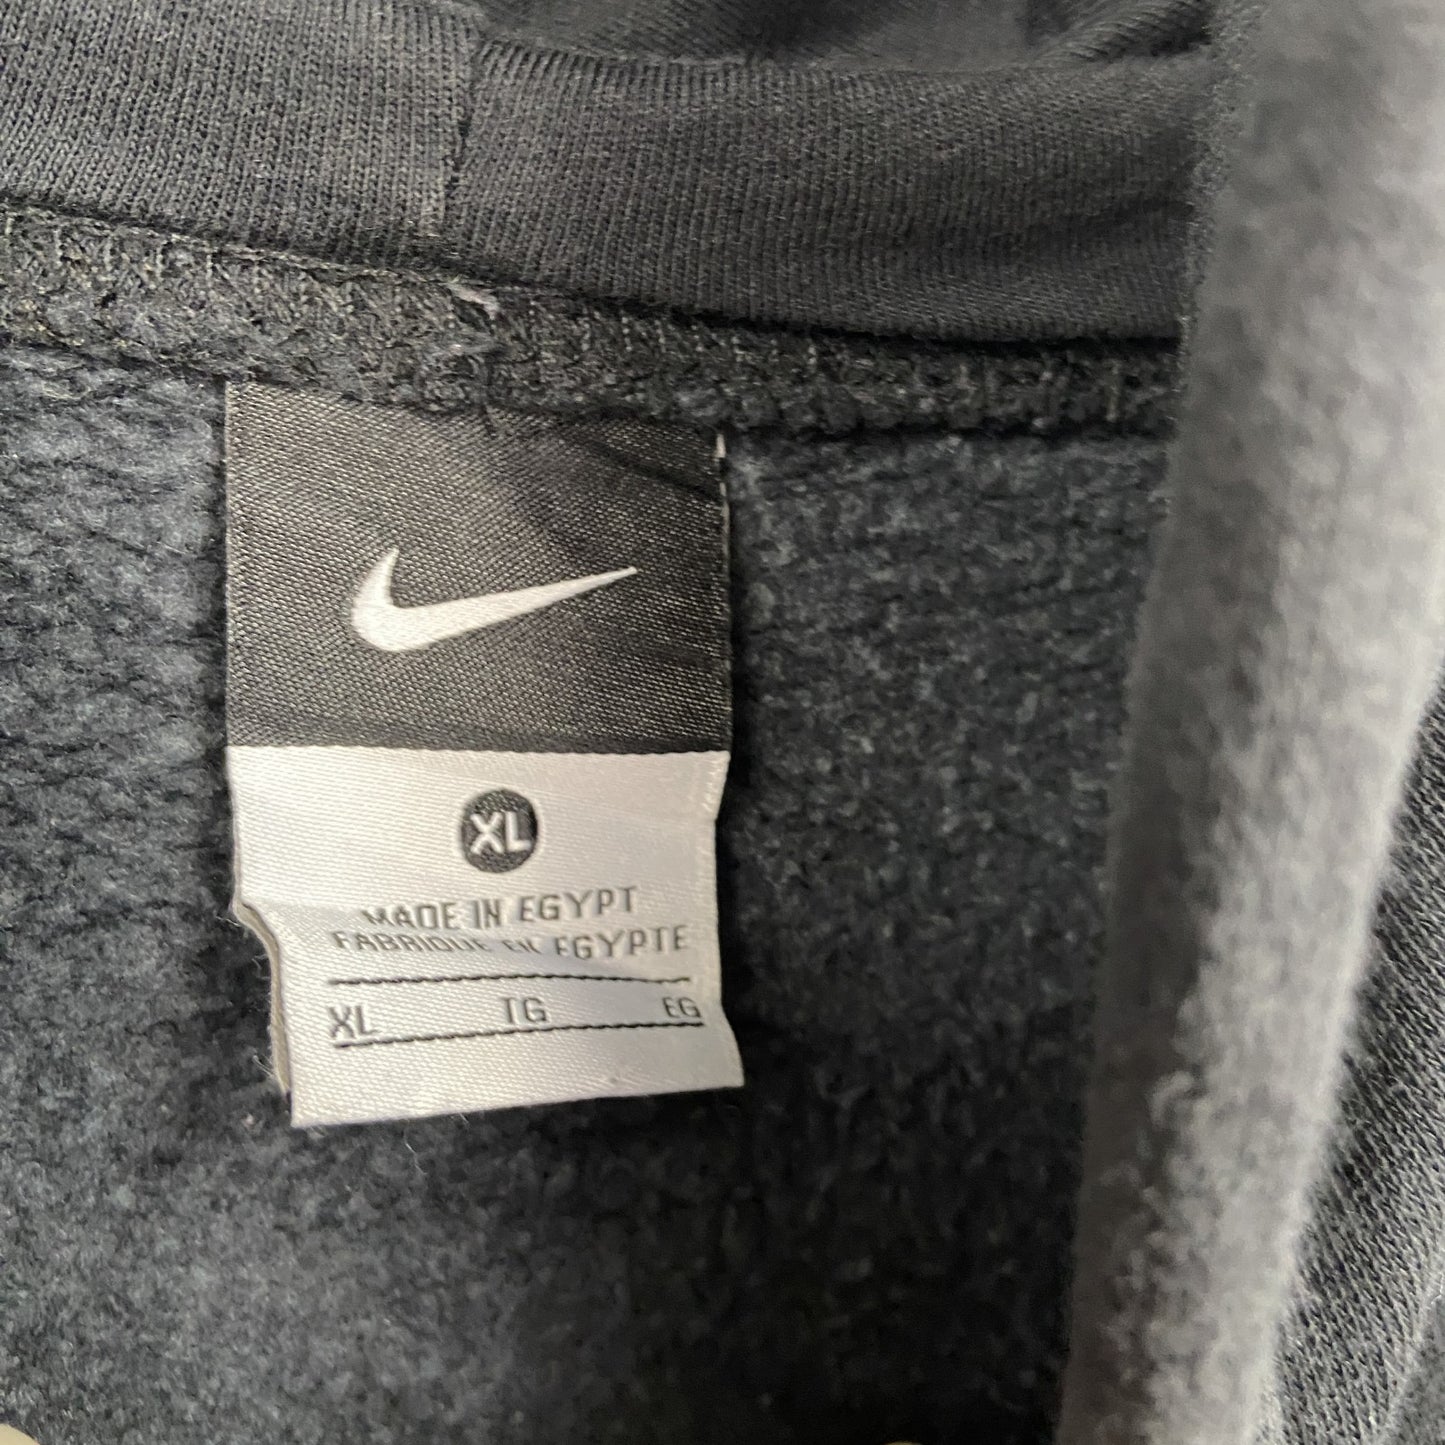 XL
MADE IN EGYPT
FABRIQUE EN EGYPTE
XL TG EG